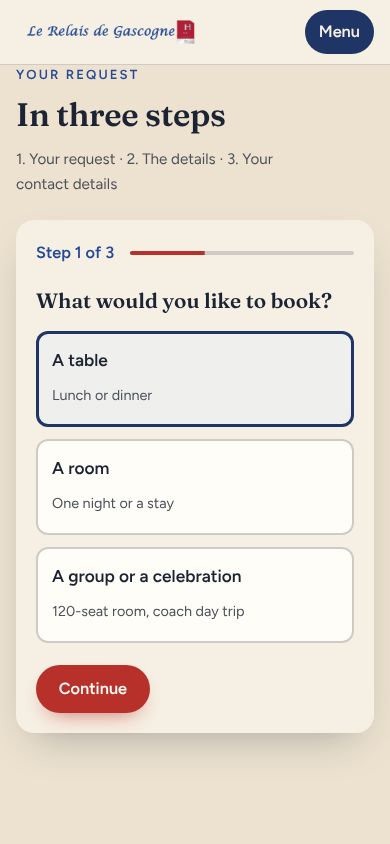 Le Relais de Gascogne
Menu
YOUR REQUEST
In three steps
1. Your request · 2. The details · 3. Your
contact details
Step 1 of 3
What would you like to book?
A table
Lunch or dinner
A room
One night or a stay
A group or a celebration
120-seat room, coach day trip
Continue